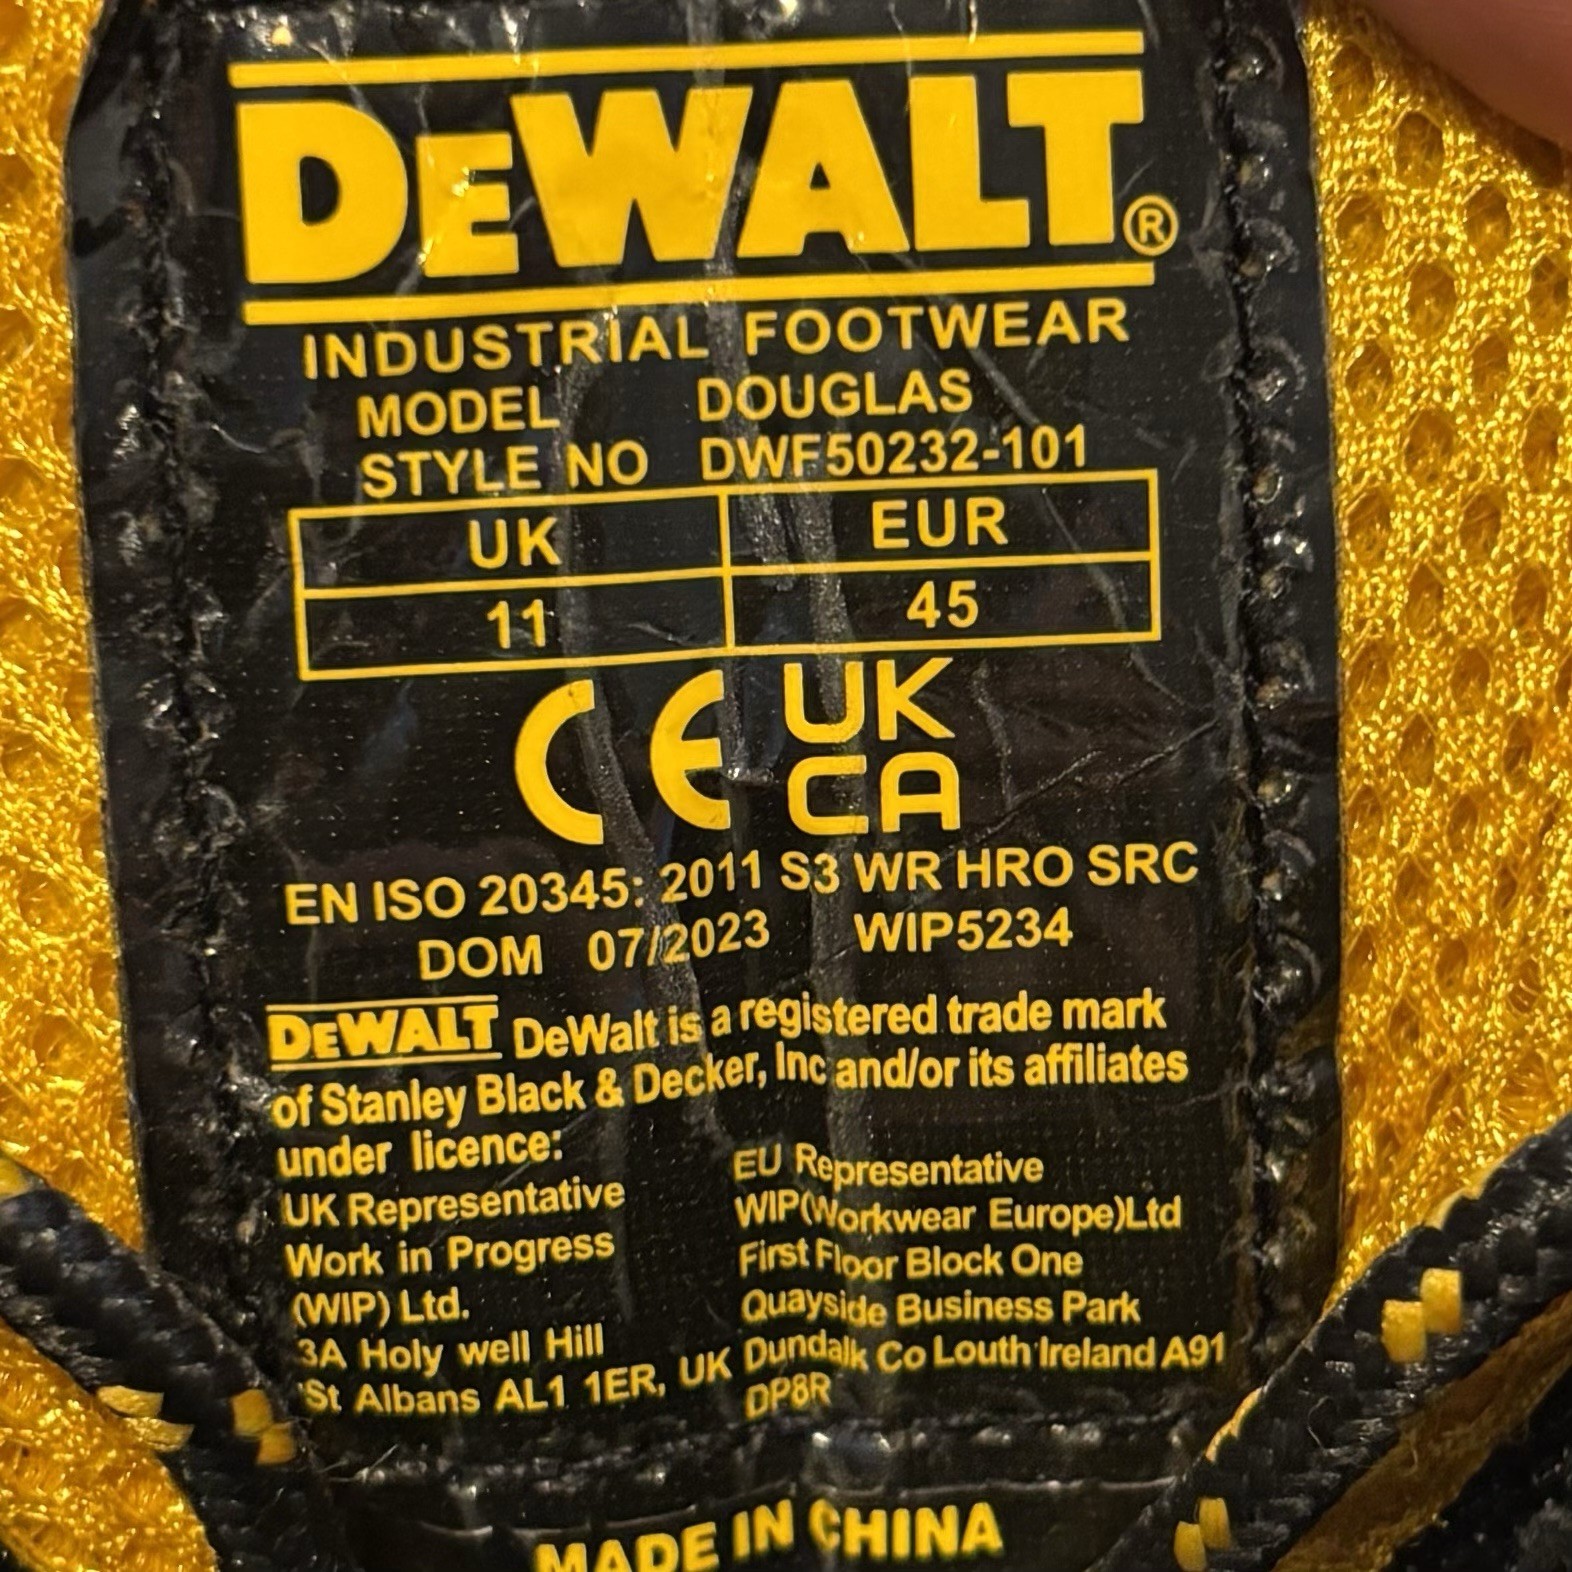 DEWALT®
INDUSTRIAL FOOTWEAR
MODEL DOUGLAS
STYLE NO DWF50232-101
UK EUR
11 45
CE UK
CA
EN ISO 20345: 2011 S3 WR HRO SRC
DOM 07/2023 WIP5234
DEWALT DeWalt is a registered trade mark
of Stanley Black & Decker, Inc and/or its affiliates
under licence:
UK Representative
Work in Progress
(WIP) Ltd.
3A Holy well Hill
St Albans AL1 1ER, UK
EU Representative
WIP(Workwear Europe)Ltd
First Floor Block One
Quayside Business Park
Dundalk Co Louth Ireland A91
DP8R
MADE IN CHINA